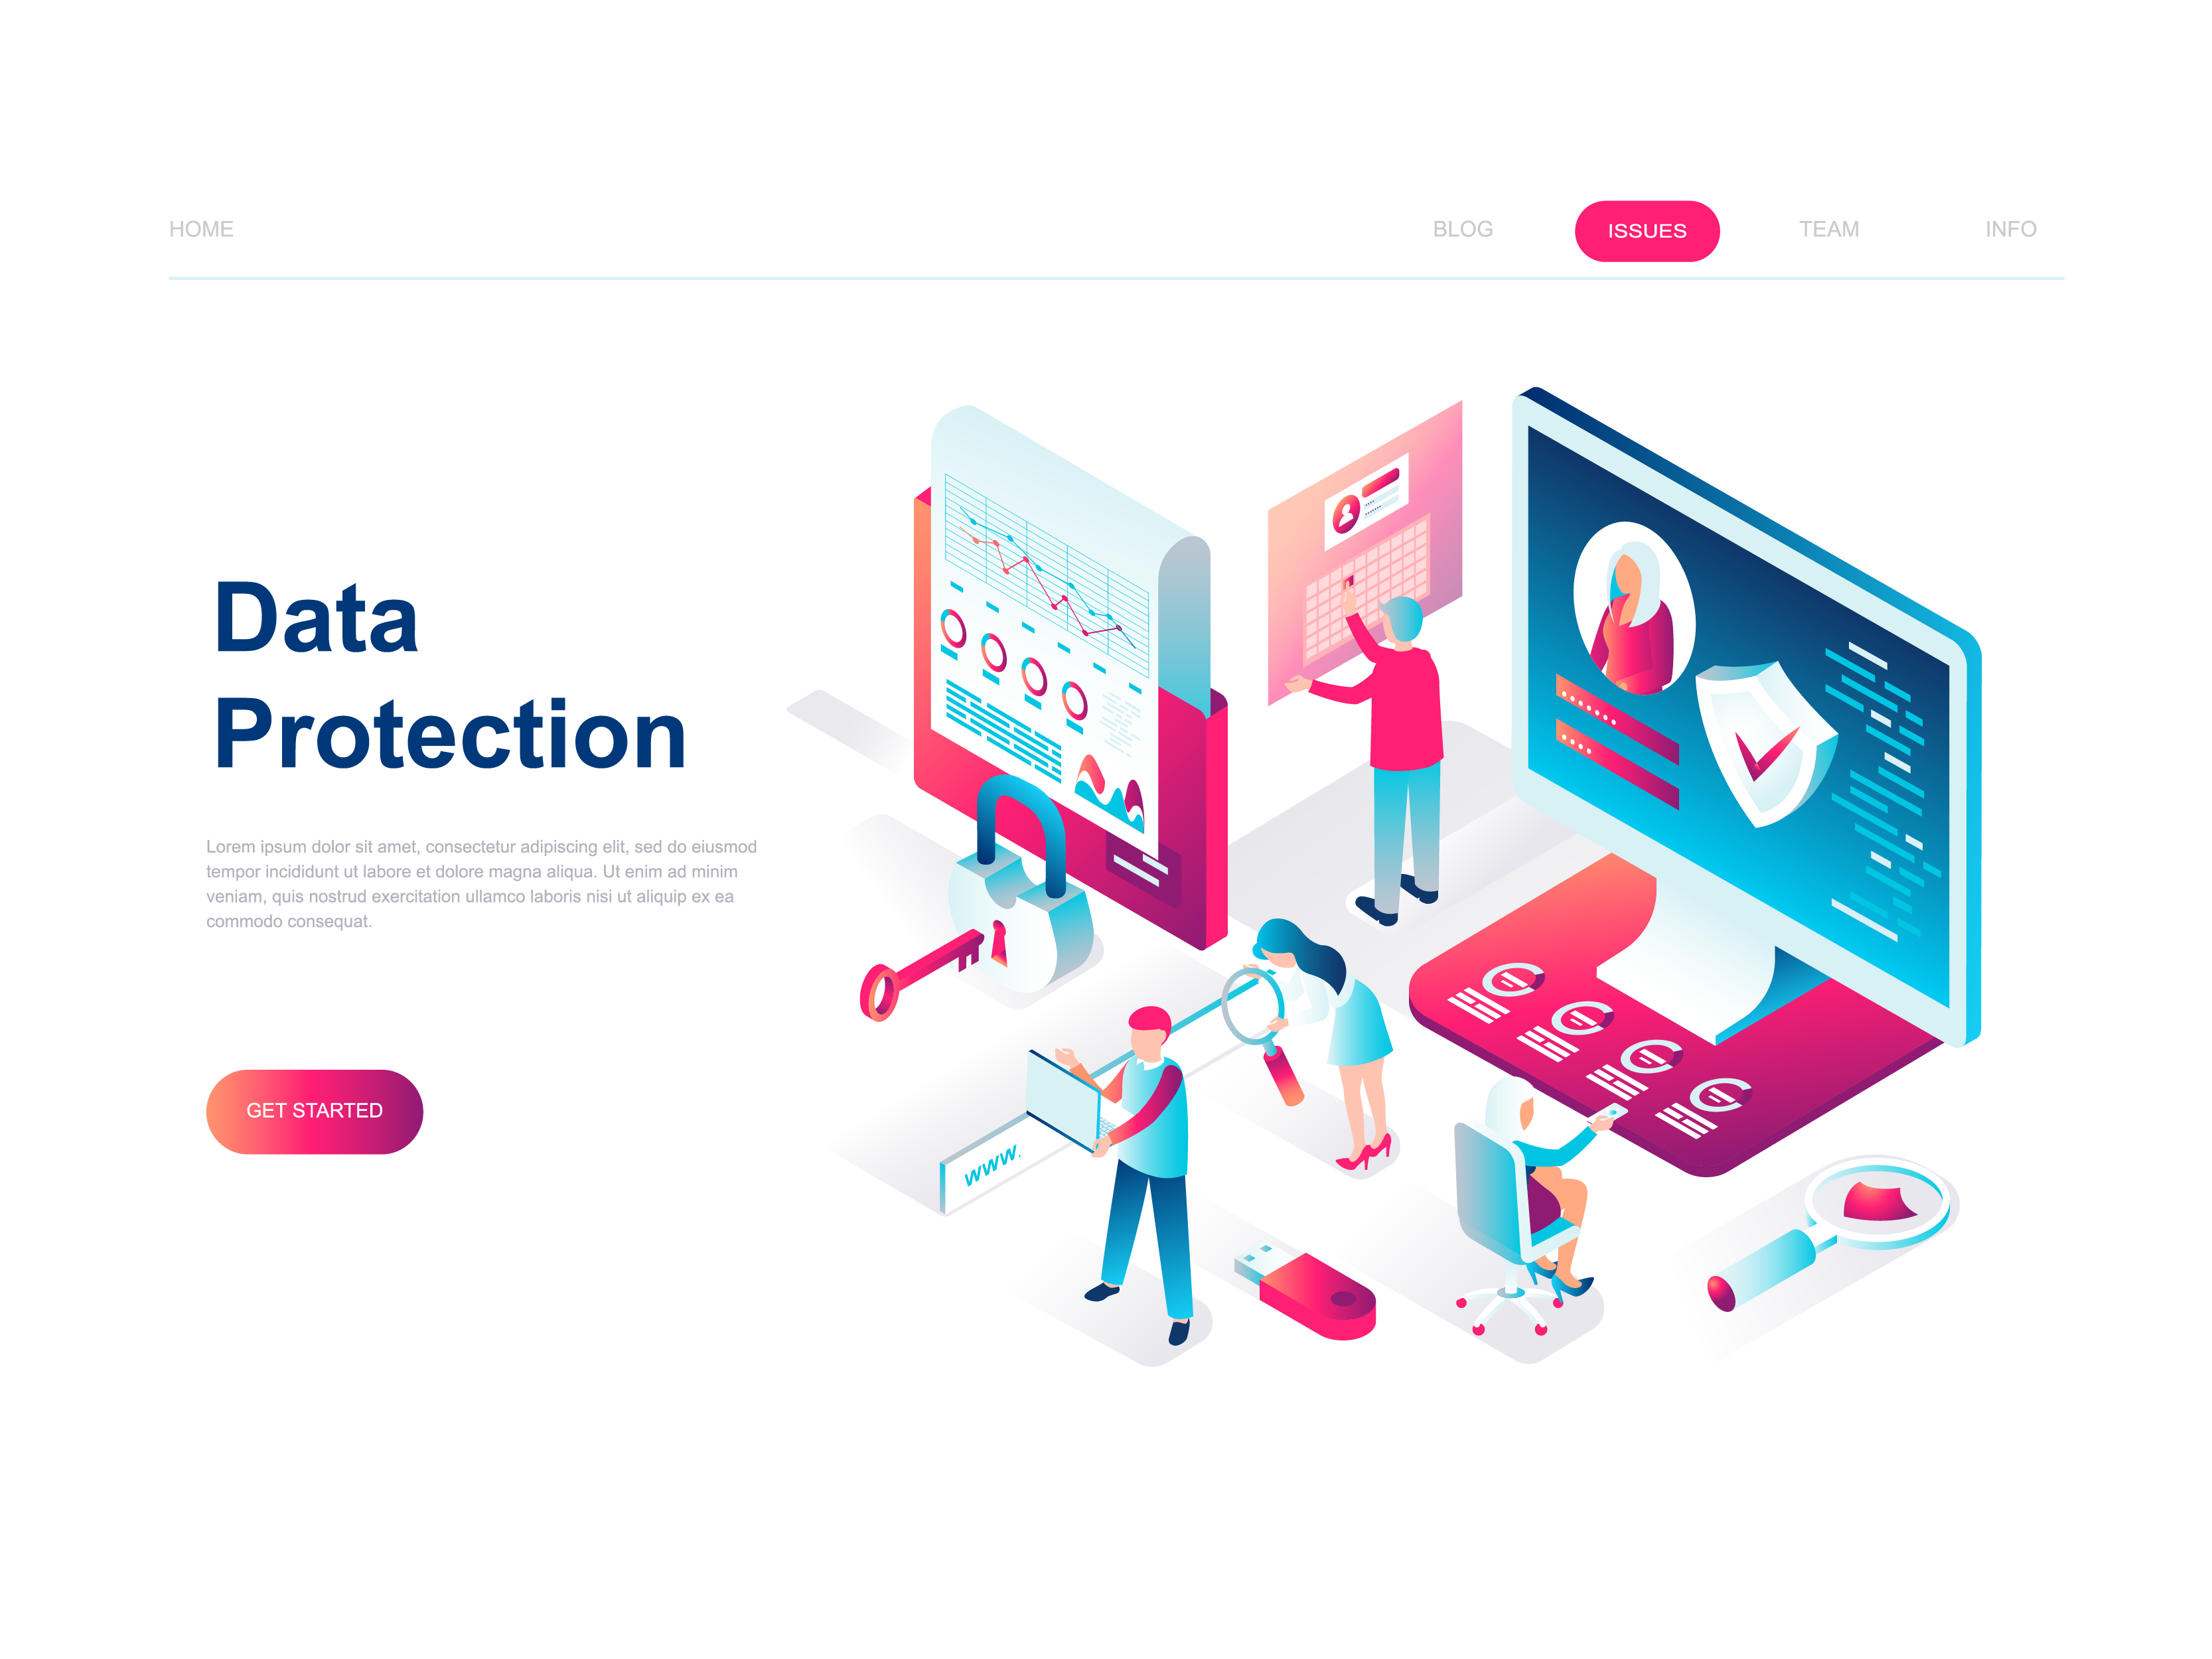 HOME
BLOG
ISSUES
TEAM
INFO
Data
Protection
Lorem ipsum dolor sit amet, consectetur adipiscing elit, sed do eiusmod
tempor incididunt ut labore et dolore magna aliqua. Ut enim ad minim
veniam, quis nostrud exercitation ullamco laboris nisi ut aliquip ex ea
commodo consequat.
GET STARTED
www.